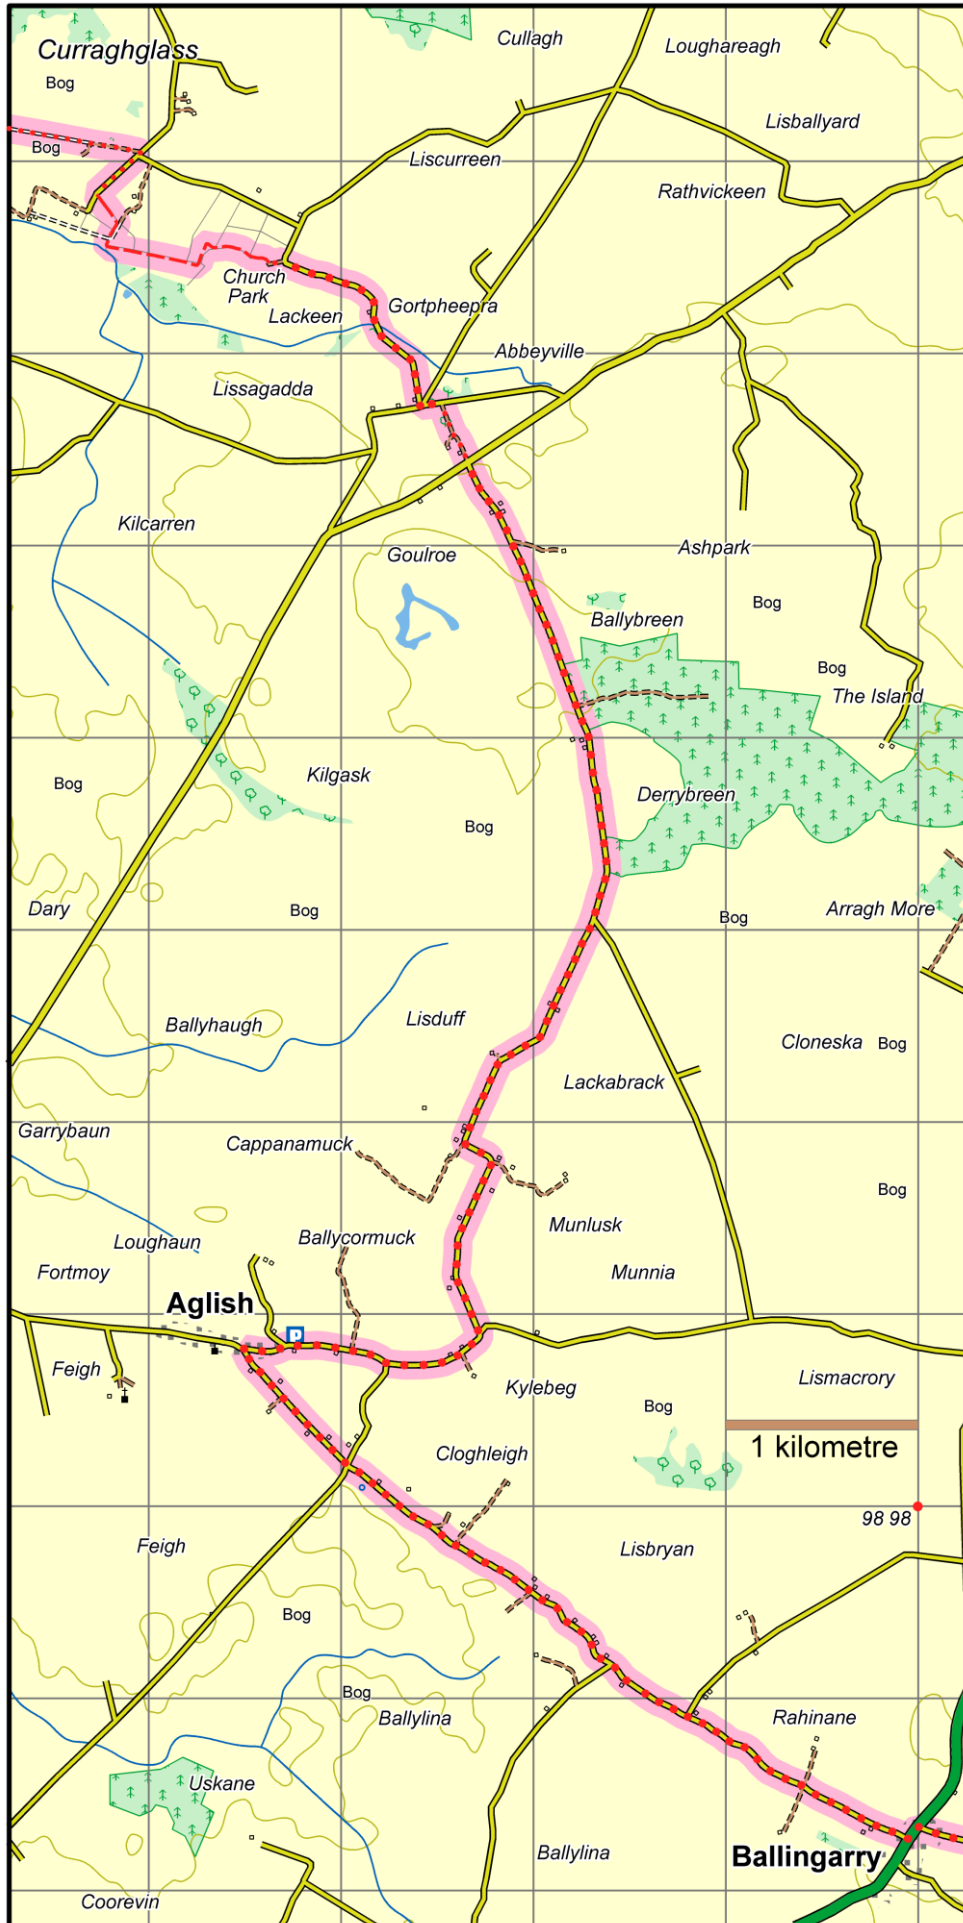 Cullagh
Curraghglass
Loughareagh
Bog
Lisballyard
Bog
Liscurreen
Rathvickeen
Church
Park
Gortpheepra
Lackeen
Abbeyville
Lissagadda
Kilcarren
Goulroe
Ashpark
Bog
Ballybreen
Bog
The Island
Kilgask
Bog
Derrybreen
Bog
Dary
Bog
Arragh More
Bog
Ballyhaugh
Lisduff
Cloneska
Bog
Lackabrack
Garrybaun
Cappanamuck
Bog
Munlusk
Ballycormuck
Loughaun
Fortmoy
Munnia
Aglish
P
Feigh
Lismacrory
Kylebeg
Bog
1 kilometre
Cloghleigh
98 98
Feigh
Lisbryan
Bog
Bog
Ballylina
Rahinane
Uskane
Ballylina
Ballingarry
Coorevin